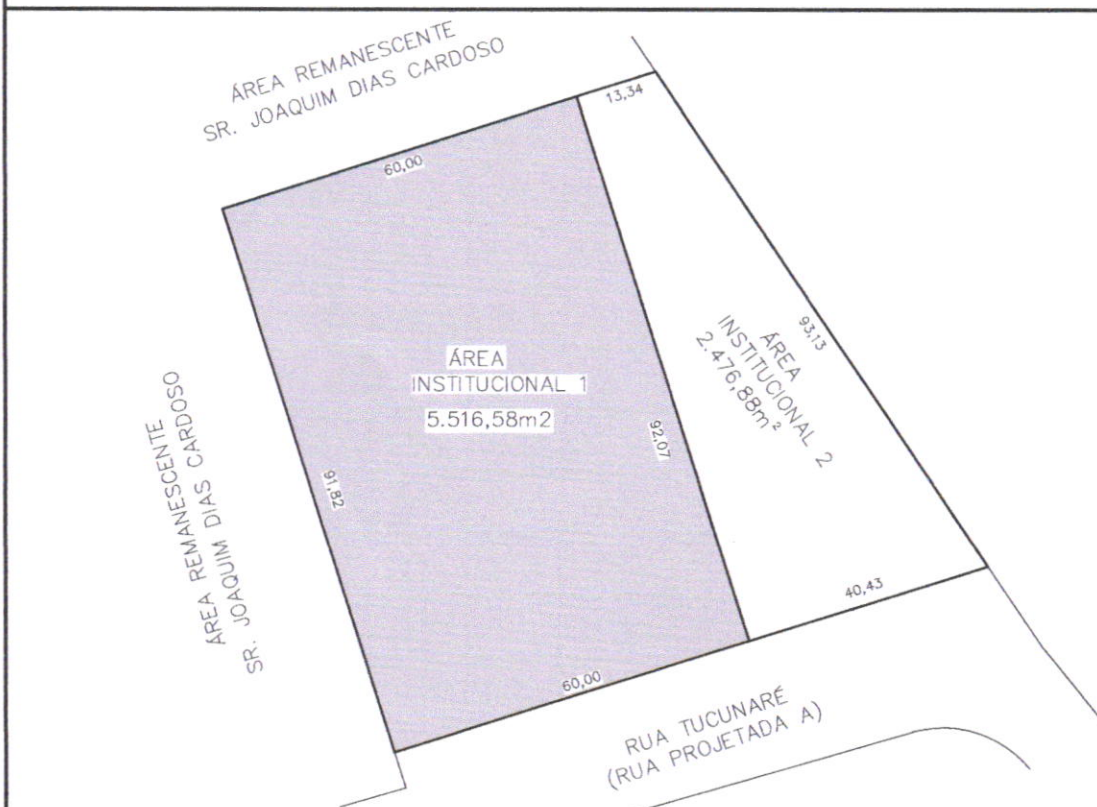 ÁREA REMANESCENTE
SR. JOAQUIM DIAS CARDOSO
13,34
60,00
ÁREA
INSTITUCIONAL 1
5.516,58m2
ÁREA
INSTITUCIONAL 2
2.476,88m²
93,13
92,07
91,82
ÁREA REMANESCENTE
SR. JOAQUIM DIAS CARDOSO
40,43
60,00
RUA TUCUNARÉ
(RUA PROJETADA A)